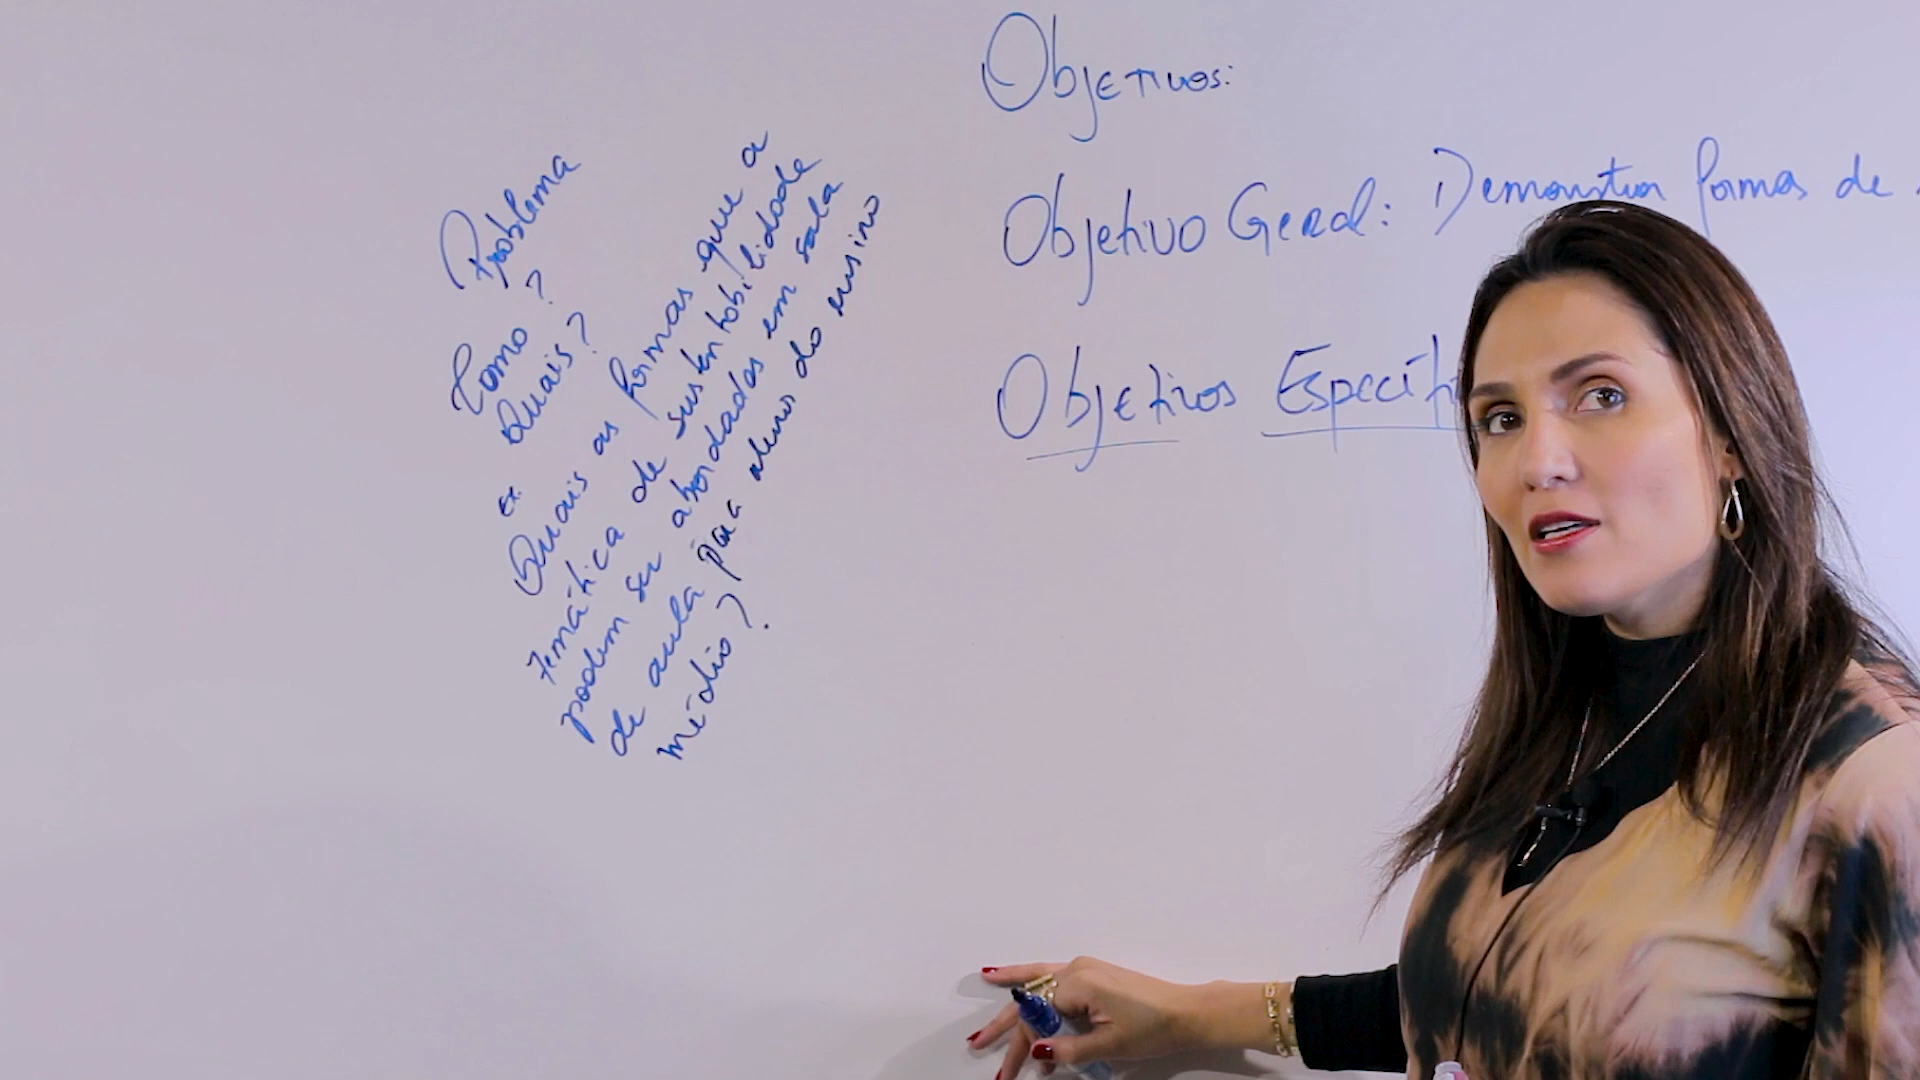 Problema
Como?
Quais?
Ex.
Quais as formas que a
temática de sustentabilidade
podem ser abordadas em sala
de aula para alunos do ensino
médio?
Objetivos:
Objetivo Geral: Demonstrar formas de
Objetivos Específi